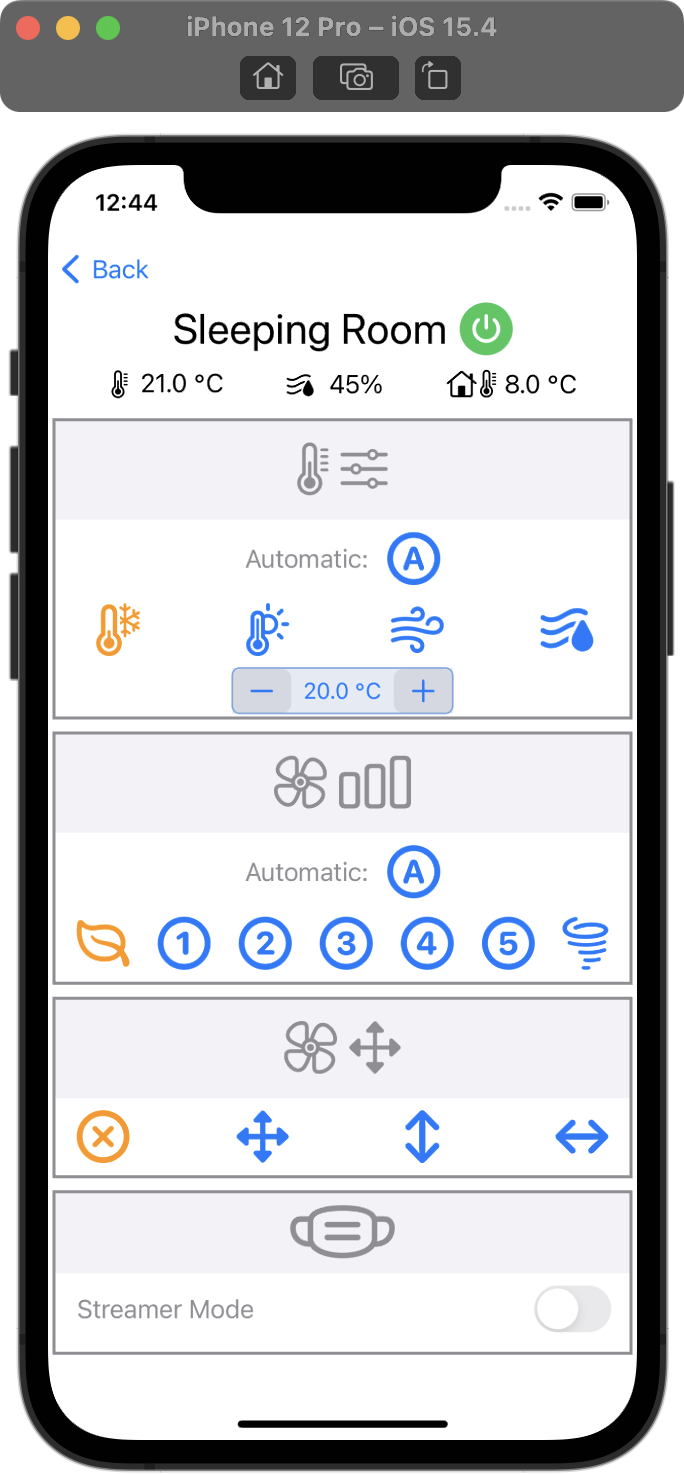 iPhone 12 Pro – iOS 15.4
12:44
Back
Sleeping Room
21.0 °C 45% 8.0 °C
Automatic: A
20.0 °C
Automatic: A
1 2 3 4 5
Streamer Mode